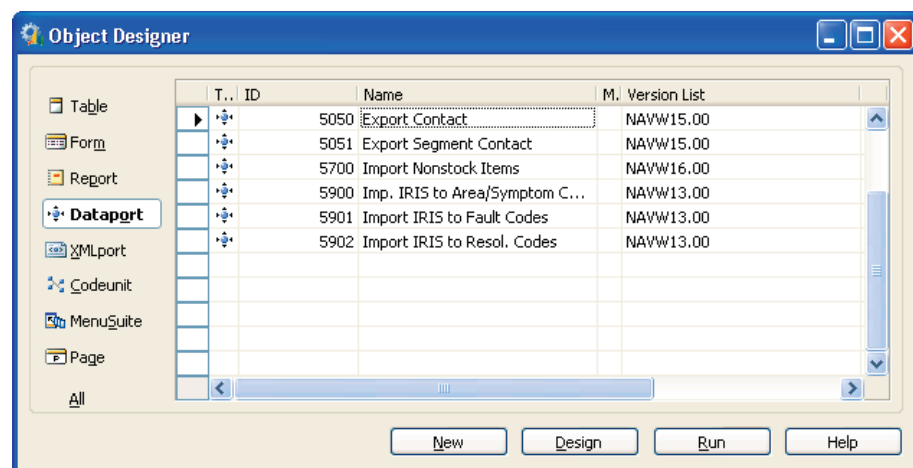 Object Designer
Table
Form
Report
Dataport
XMLport
Codeunit
MenuSuite
Page
All
T.. ID Name M. Version List
5050 Export Contact NAVW15.00
5051 Export Segment Contact NAVW15.00
5700 Import Nonstock Items NAVW16.00
5900 Imp. IRIS to Area/Symptom C... NAVW13.00
5901 Import IRIS to Fault Codes NAVW13.00
5902 Import IRIS to Resol. Codes NAVW13.00
New Design Run Help